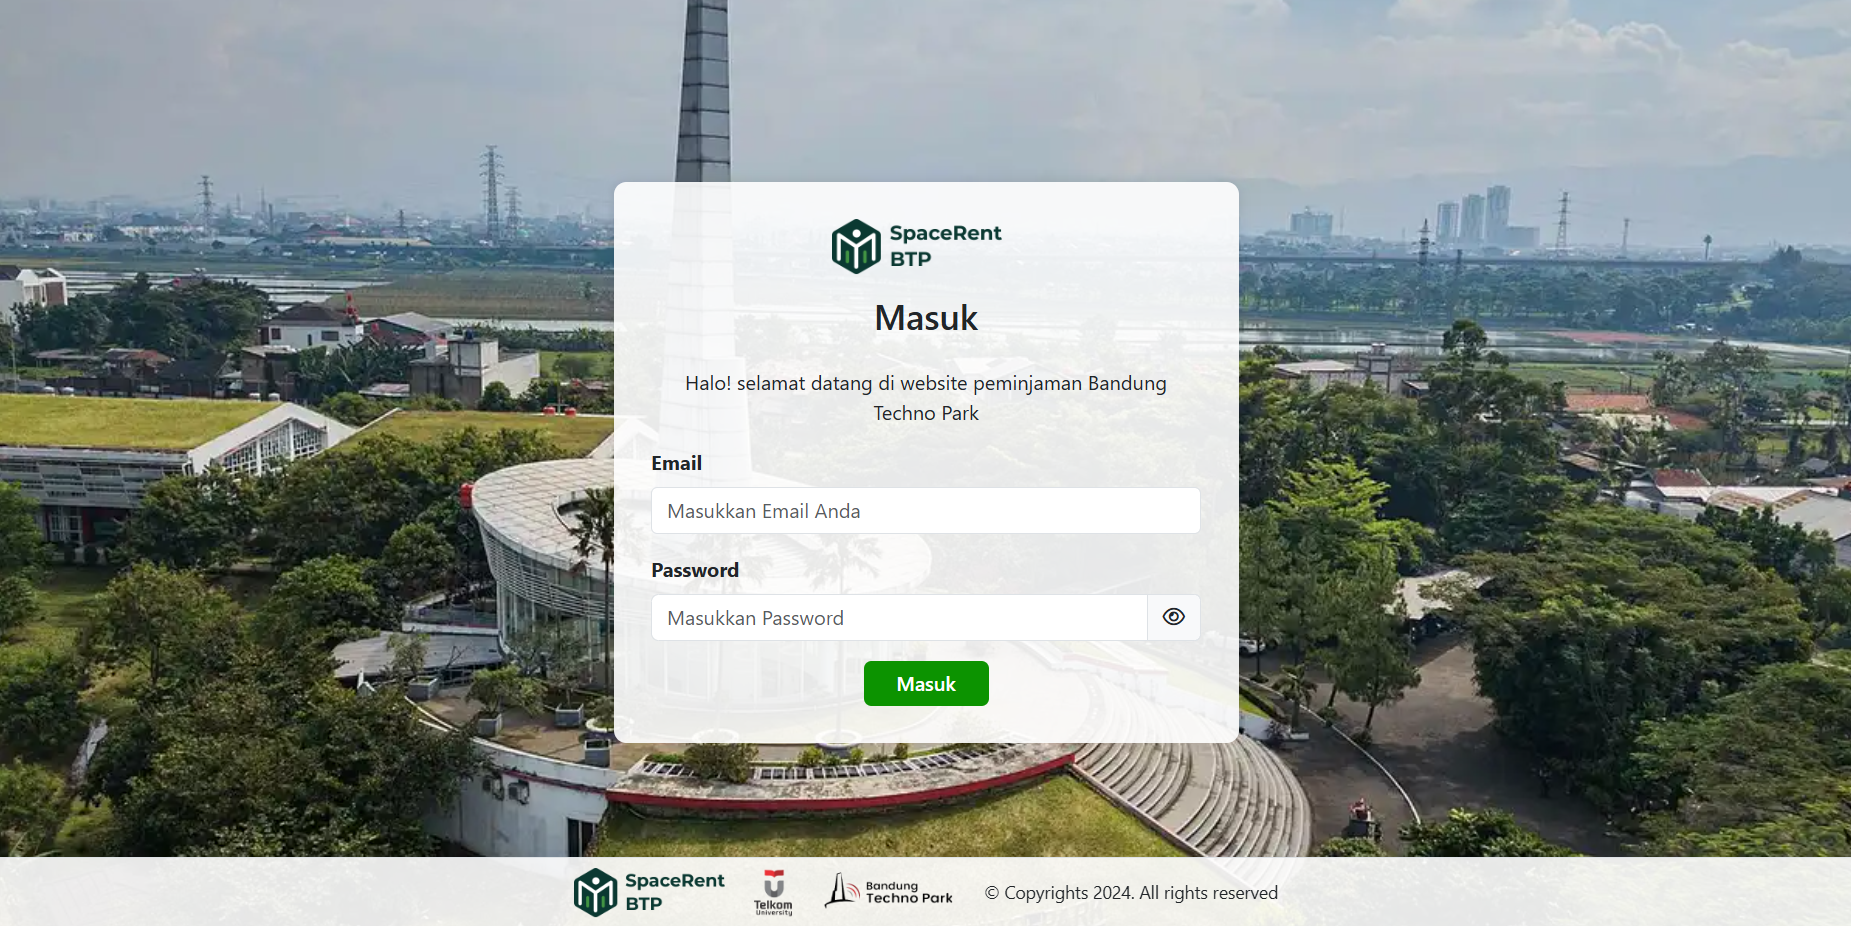 SpaceRent
BTP
Masuk
Halo! selamat datang di website peminjaman Bandung
Techno Park
Email
Masukkan Email Anda
Password
Masukkan Password
Masuk
SpaceRent
BTP
Telkom
University
Bandung
Techno Park
© Copyrights 2024. All rights reserved